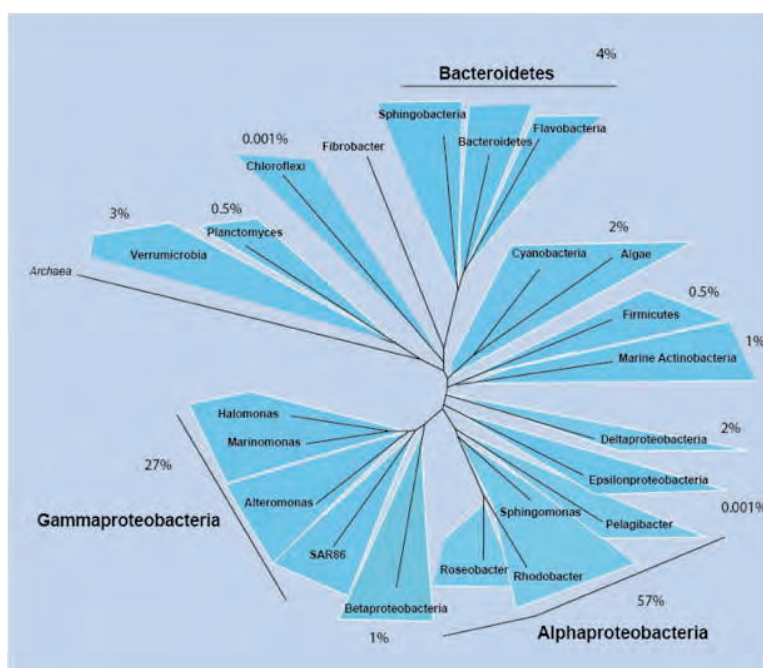 4%
Bacteroidetes
Sphingobacteria
Bacteroidetes
Flavobacteria
0.001%
Chloroflexi
Fibrobacter
3%
0.5%
Planctomyces
Verrumicrobia
Archaea
2%
Cyanobacteria
Algae
0.5%
Firmicutes
1%
Marine Actinobacteria
2%
Deltaproteobacteria
Epsilonproteobacteria
0.001%
Sphingomonas
Pelagibacter
Roseobacter
Rhodobacter
57%
Alphaproteobacteria
Halomonas
Marinomonas
27%
Alteromonas
Gammaproteobacteria
SAR86
Betaproteobacteria
1%